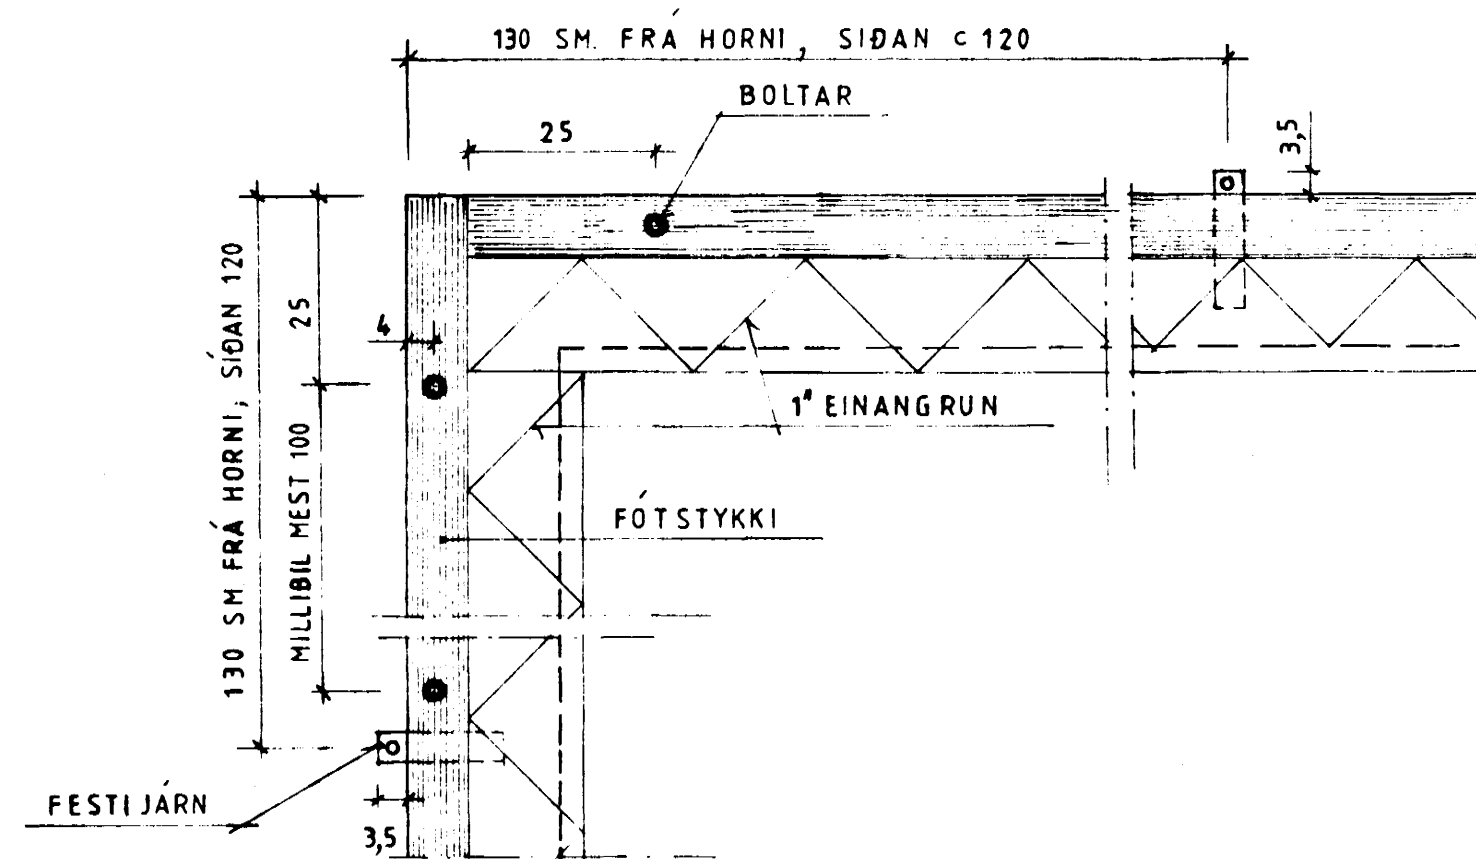 130 SM. FRÁ HORNI, SIÐAN c 120
BOLTAR
25
3,5
130 SM FRÁ HORNI, SÍÐAN 120
25
4
MILLIBIL MEST 100
1" EINANGRUN
FÓTSTYKKI
FESTIJÁRN
3,5